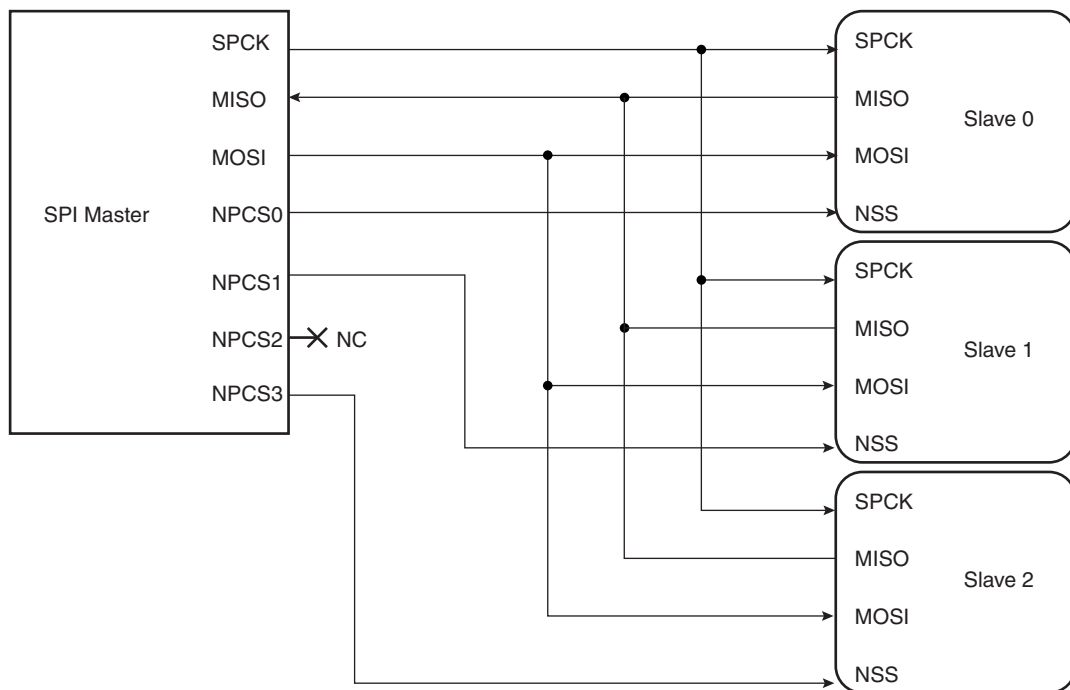 SPI Master
SPCK
MISO
MOSI
NPCS0
NPCS1
NPCS2
NC
NPCS3
SPCK
MISO
Slave 0
MOSI
NSS
SPCK
MISO
Slave 1
MOSI
NSS
SPCK
MISO
Slave 2
MOSI
NSS